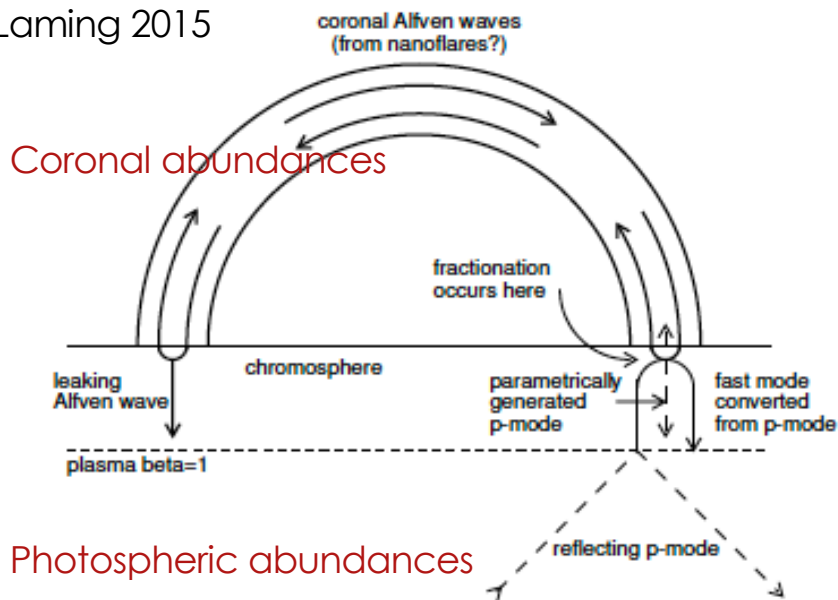 Laming 2015
coronal Alfven waves
(from nanoflares?)
Coronal abundances
fractionation
occurs here
chromosphere
leaking
Alfven wave
parametrically
generated
p-mode
fast mode
converted
from p-mode
plasma beta=1
reflecting p-mode
Photospheric abundances